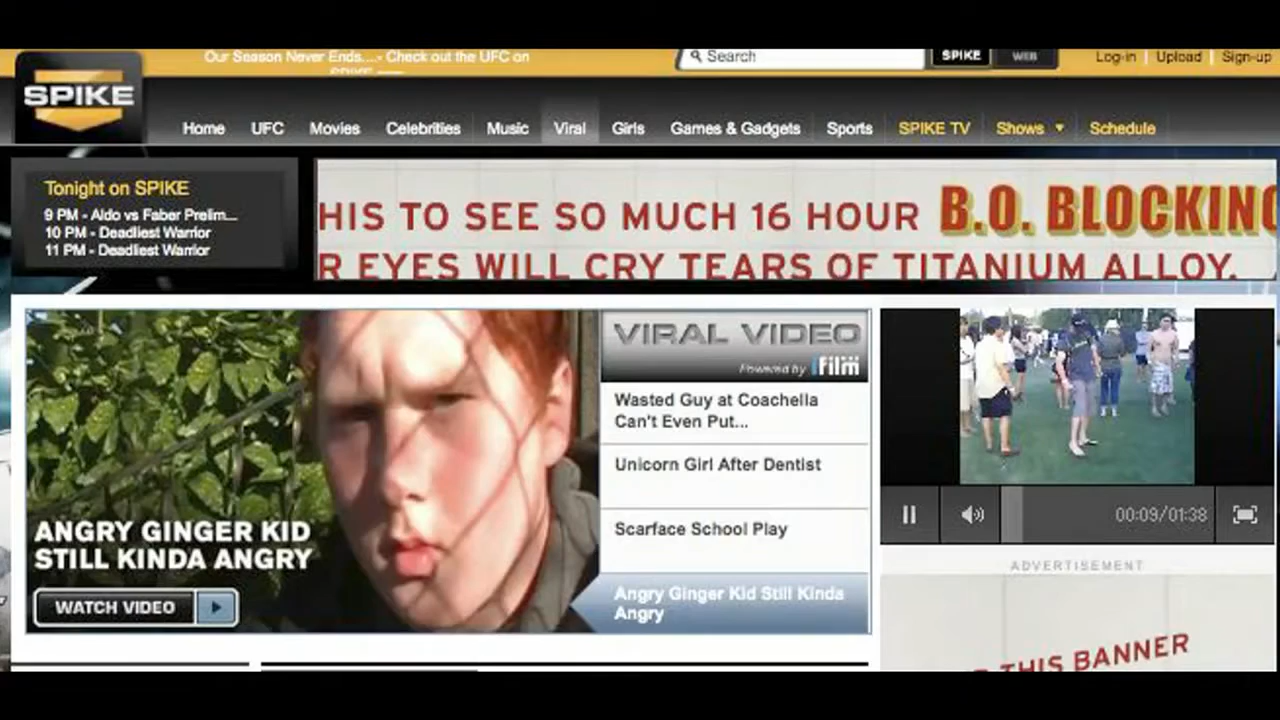 Our Season Never Ends....- Check out the UFC on
SPIKE
Search
SPIKE
WEB
Log-in
Upload
Sign-up
SPIKE
Home
UFC
Movies
Celebrities
Music
Viral
Girls
Games & Gadgets
Sports
SPIKE TV
Shows
Schedule
Tonight on SPIKE
9 PM - Aldo vs Faber Prelim...
10 PM - Deadliest Warrior
11 PM - Deadliest Warrior
HIS TO SEE SO MUCH 16 HOUR B.O. BLOCKING
R EYES WILL CRY TEARS OF TITANIUM ALLOY.
ANGRY GINGER KID
STILL KINDA ANGRY
WATCH VIDEO
VIRAL VIDEO
Powered by ifilm
Wasted Guy at Coachella
Can't Even Put...
Unicorn Girl After Dentist
Scarface School Play
Angry Ginger Kid Still Kinda
Angry
00:09/01:38
ADVERTISEMENT
THIS BANNER